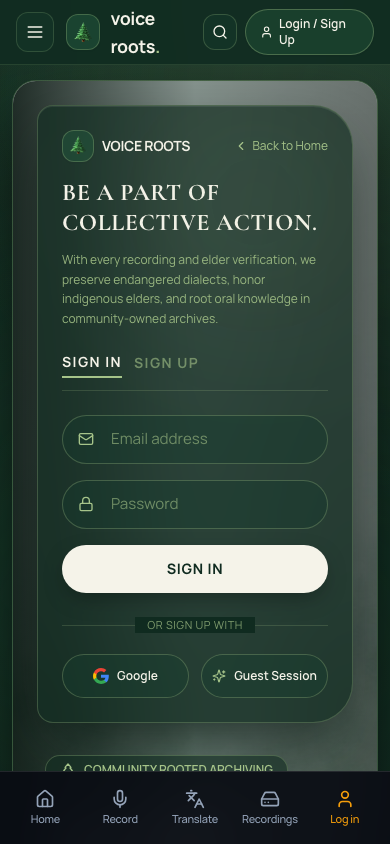 voice
roots.
Login / Sign
Up
VOICE ROOTS
Back to Home
BE A PART OF
COLLECTIVE ACTION.
With every recording and elder verification, we
preserve endangered dialects, honor
indigenous elders, and root oral knowledge in
community-owned archives.
SIGN IN SIGN UP
Email address
Password
SIGN IN
OR SIGN UP WITH
Google Guest Session
COMMUNITY ROOTED ARCHIVING
Home Record Translate Recordings Log in